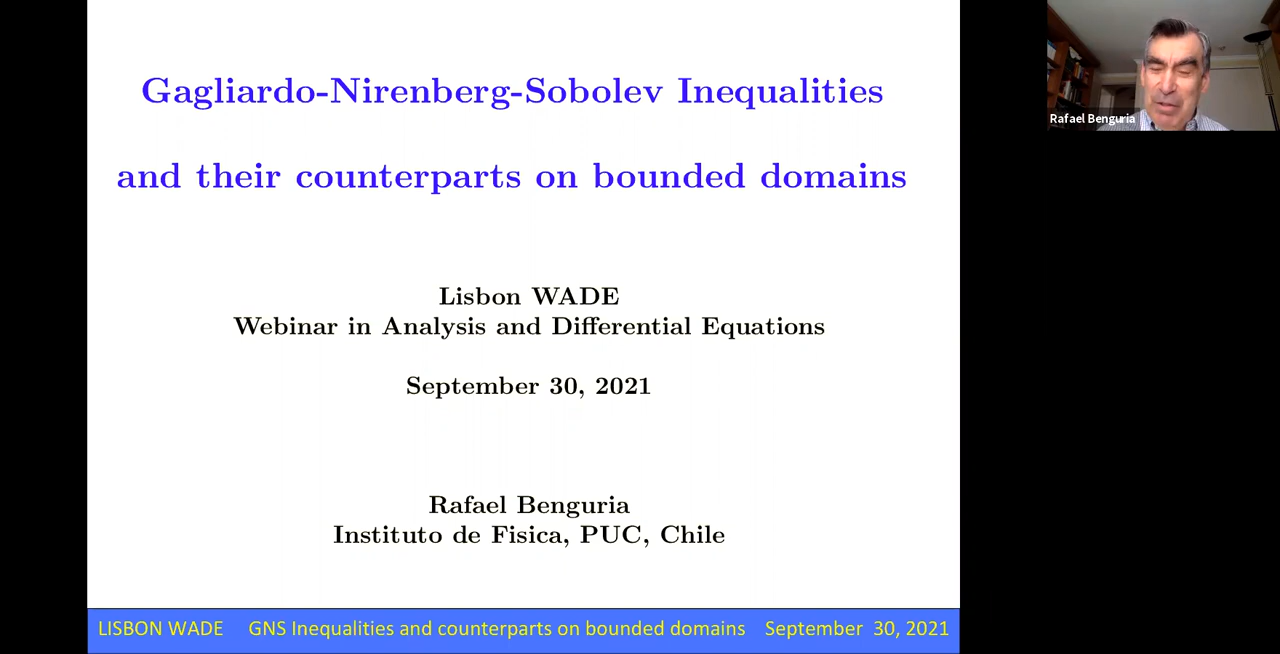 Gagliardo-Nirenberg-Sobolev Inequalities
and their counterparts on bounded domains
Lisbon WADE
Webinar in Analysis and Differential Equations
September 30, 2021
Rafael Benguria
Instituto de Fisica, PUC, Chile
LISBON WADE GNS Inequalities and counterparts on bounded domains September 30, 2021
Rafael Benguria